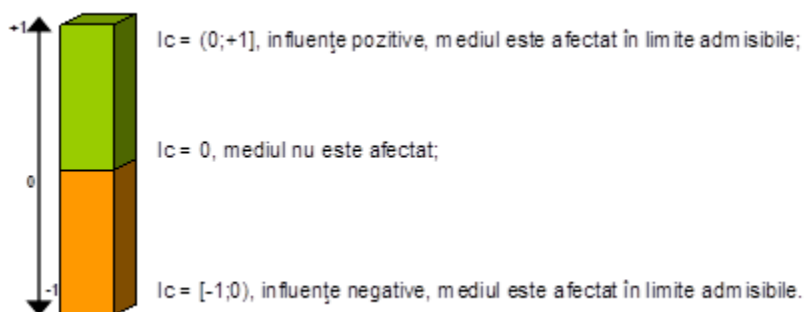 +1
Ic = (0;+1], influenţe pozitive, mediul este afectat în limite admisibile;
Ic = 0, mediul nu este afectat;
0
-1
Ic = [-1;0), influenţe negative, mediul este afectat în limite admisibile.